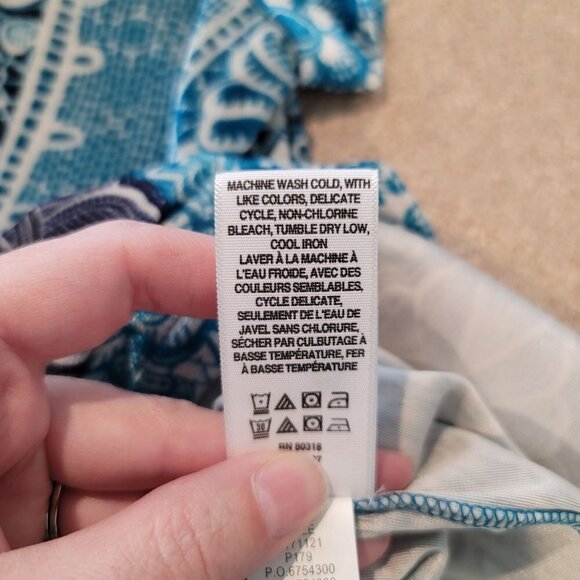 MACHINE WASH COLD, WITH
LIKE COLORS, DELICATE
CYCLE, NON-CHLORINE
BLEACH, TUMBLE DRY LOW,
COOL IRON
LAVER À LA MACHINE À
L'EAU FROIDE, AVEC DES
COULEURS SEMBLABLES,
CYCLE DELICATE,
SEULEMENT DE L'EAU DE
JAVEL SANS CHLORURE,
SÉCHER PAR CULBUTAGE À
BASSE TEMPÉRATURE, FER
À BASSE TEMPÉRATURE
30
RN 80318
P179
P.O.6754300